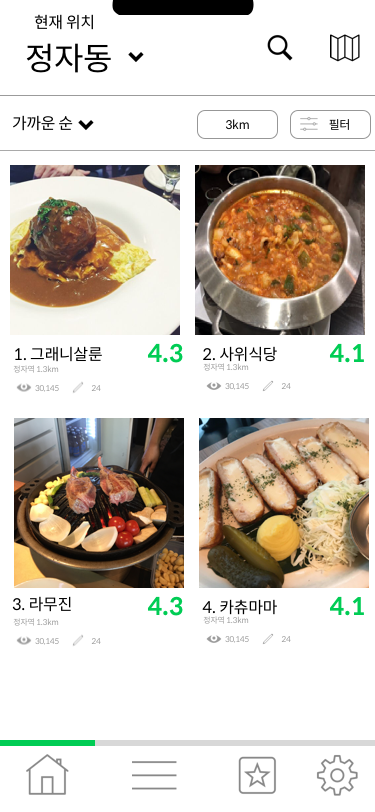 현재 위치
정자동
가까운 순
3km
필터
1. 그래니살룬
4.3
정자역 1.3km
30,145
24
2. 사위식당
4.1
정자역 1.3km
30,145
24
3. 라무진
4.3
정자역 1.3km
30,145
24
4. 카츄마마
4.1
정자역 1.3km
30,145
24